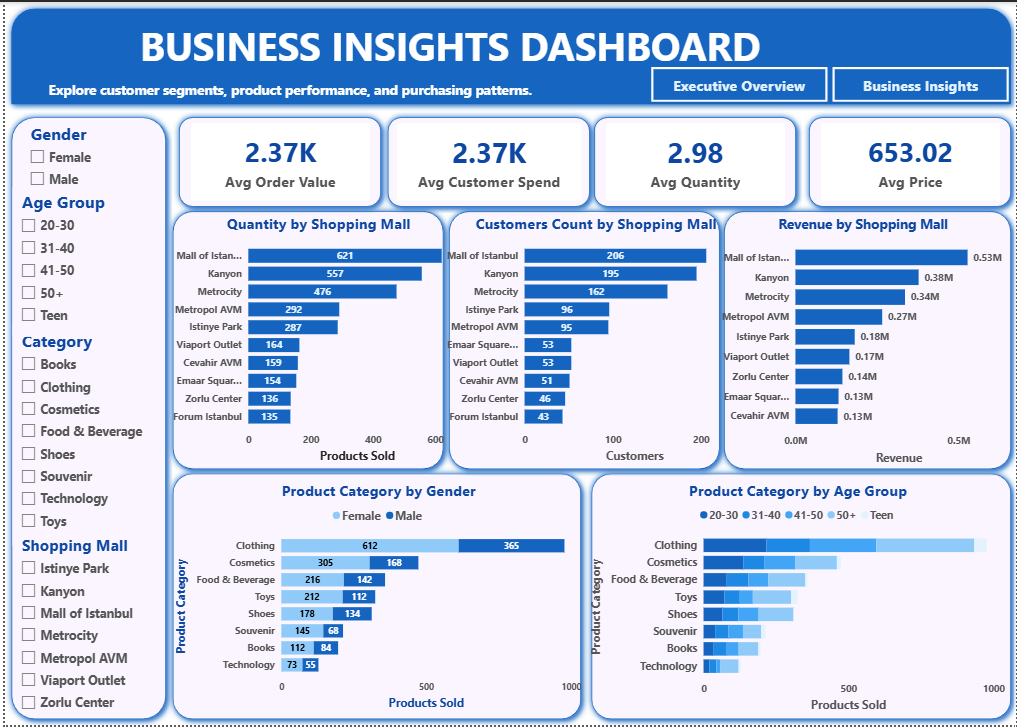 BUSINESS INSIGHTS DASHBOARD
Explore customer segments, product performance, and purchasing patterns.
Executive Overview
Business Insights
Gender
Female
Male
Age Group
20-30
31-40
41-50
50+
Teen
Category
Books
Clothing
Cosmetics
Food & Beverage
Shoes
Souvenir
Technology
Toys
Shopping Mall
Istinye Park
Kanyon
Mall of Istanbul
Metrocity
Metropol AVM
Viaport Outlet
Zorlu Center
2.37K
Avg Order Value
2.37K
Avg Customer Spend
2.98
Avg Quantity
653.02
Avg Price
Quantity by Shopping Mall
Mall of Istan... 621
Kanyon 557
Metrocity 476
Metropol AVM 292
Istinye Park 287
Viaport Outlet 164
Cevahir AVM 159
Emaar Squar... 154
Zorlu Center 136
Forum Istanbul 135
0 200 400 600
Products Sold
Customers Count by Shopping Mall
Mall of Istanbul 206
Kanyon 195
Metrocity 162
Istinye Park 96
Metropol AVM 95
Emaar Square... 53
Viaport Outlet 53
Cevahir AVM 51
Zorlu Center 46
Forum Istanbul 43
0 100 200
Customers
Revenue by Shopping Mall
Mall of Istan... 0.53M
Kanyon 0.38M
Metrocity 0.34M
Metropol AVM 0.27M
Istinye Park 0.18M
Viaport Outlet 0.17M
Zorlu Center 0.14M
Emaar Squar... 0.13M
Cevahir AVM 0.13M
0.0M 0.5M
Revenue
Product Category by Gender
Female Male
Product Category
Clothing 612 365
Cosmetics 305 168
Food & Beverage 216 142
Toys 212 112
Shoes 178 134
Souvenir 145 68
Books 112 84
Technology 73 55
0 500 1000
Products Sold
Product Category by Age Group
20-30 31-40 41-50 50+ Teen
Product Category
Clothing
Cosmetics
Food & Beverage
Toys
Shoes
Souvenir
Books
Technology
0 500 1000
Products Sold